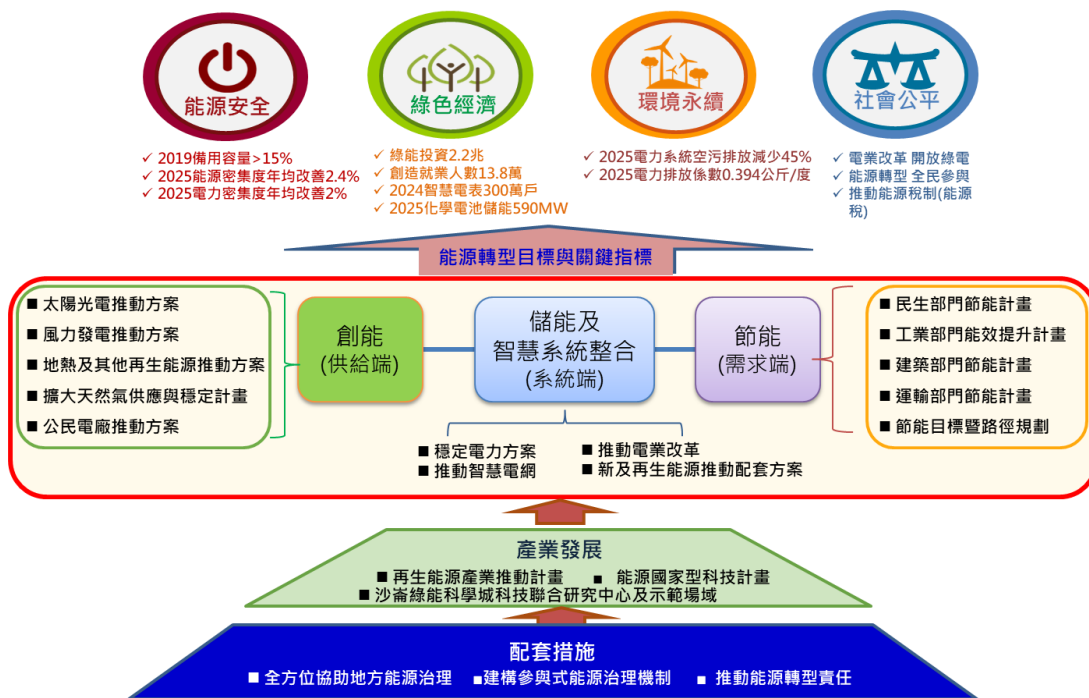 能源安全
✓ 2019備用容量>15%
✓ 2025能源密集度年均改善2.4%
✓ 2025電力密集度年均改善2%
綠色經濟
✓ 綠能投資2.2兆
✓ 創造就業人數13.8萬
✓ 2024智慧電表300萬戶
✓ 2025化學電池儲能590MW
環境永續
✓ 2025電力系統空污排放減少45%
✓ 2025電力排放係數0.394公斤/度
社會公平
✓ 電業改革 開放綠電
✓ 能源轉型 全民參與
✓ 推動能源稅制(能源
稅)
能源轉型目標與關鍵指標
■ 太陽光電推動方案
■ 風力發電推動方案
■ 地熱及其他再生能源推動方案
■ 擴大天然氣供應與穩定計畫
■ 公民電廠推動方案
創能
(供給端)
儲能及
智慧系統整合
(系統端)
節能
(需求端)
■ 民生部門節能計畫
■ 工業部門能效提升計畫
■ 建築部門節能計畫
■ 運輸部門節能計畫
■ 節能目標暨路徑規劃
■ 穩定電力方案
■ 推動智慧電網
■ 推動電業改革
■ 新及再生能源推動配套方案
產業發展
■ 再生能源產業推動計畫 ■ 能源國家型科技計畫
■ 沙崙綠能科學城科技聯合研究中心及示範場域
配套措施
■ 全方位協助地方能源治理 ■建構參與式能源治理機制 ■ 推動能源轉型責任